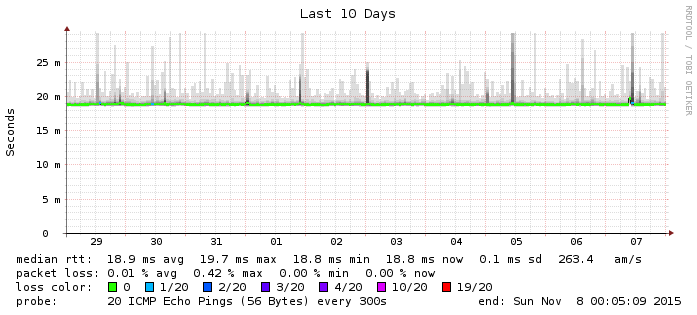 Last 10 Days
RRDTOOL / TOBI OETIKER
Seconds
25 m
20 m
15 m
10 m
5 m
0
29 30 31 01 02 03 04 05 06 07
median rtt: 18.9 ms avg 19.7 ms max 18.8 ms min 18.8 ms now 0.1 ms sd 263.4 am/s
packet loss: 0.01 % avg 0.42 % max 0.00 % min 0.00 % now
loss color: 0 1/20 2/20 3/20 4/20 10/20 19/20
probe: 20 ICMP Echo Pings (56 Bytes) every 300s end: Sun Nov 8 00:05:09 2015